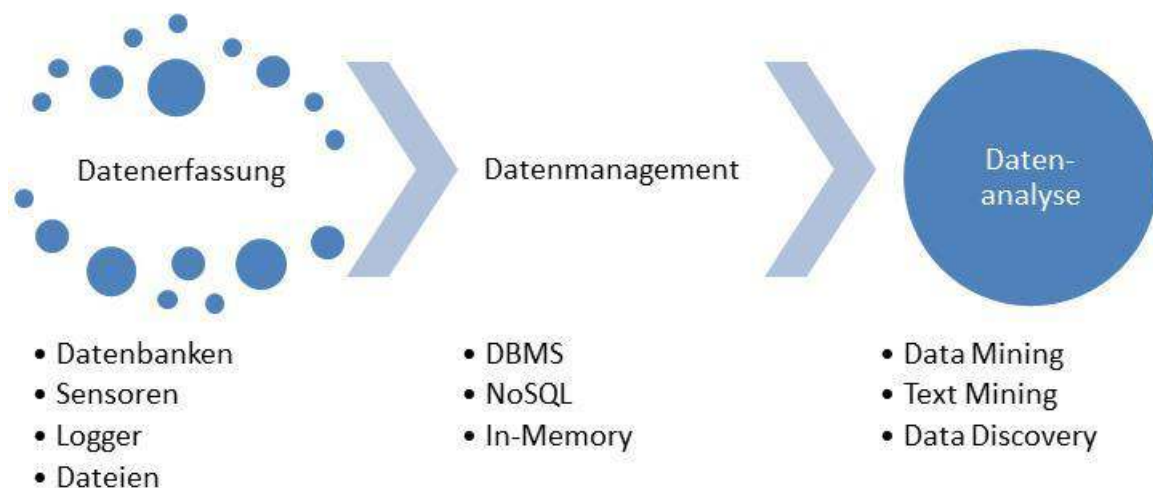 Datenerfassung
Datenmanagement
Daten-
analyse
• Datenbanken
• Sensoren
• Logger
• Dateien
• DBMS
• NoSQL
• In-Memory
• Data Mining
• Text Mining
• Data Discovery